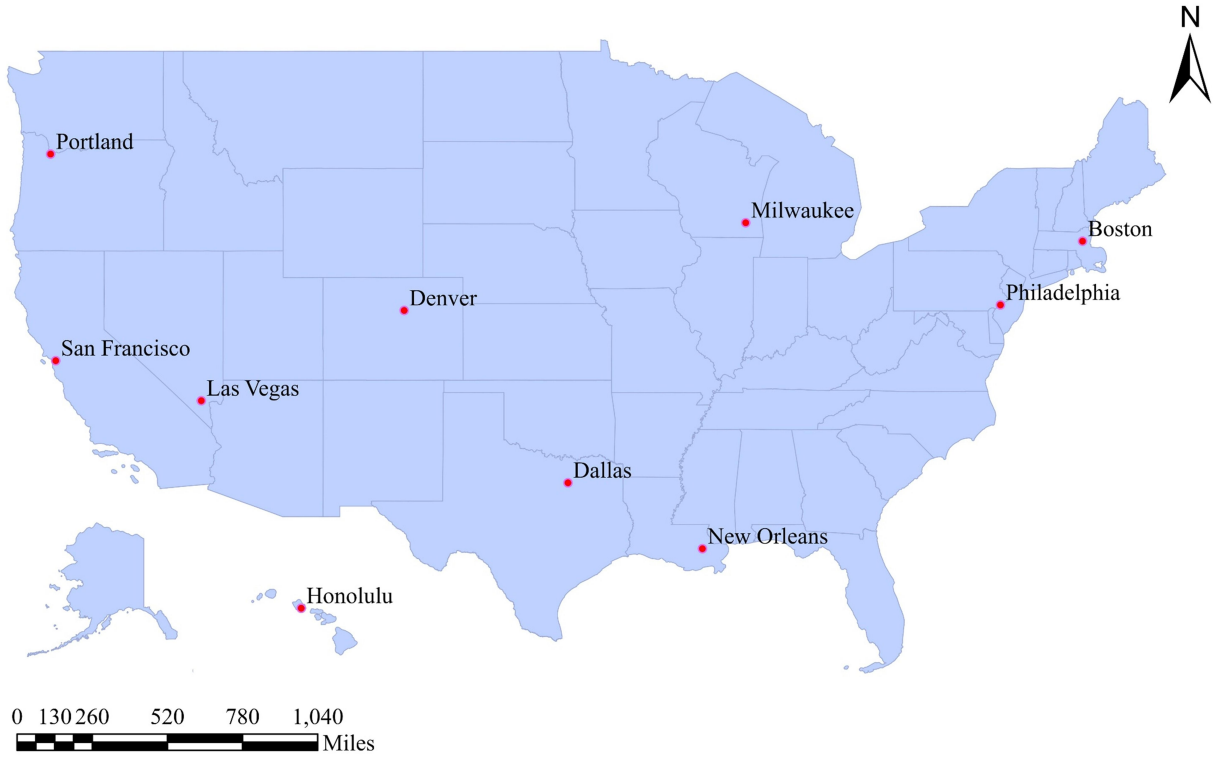 N
Portland
Milwaukee
Boston
Denver
Philadelphia
San Francisco
Las Vegas
Dallas
New Orleans
Honolulu
0 130 260 520 780 1,040
Miles